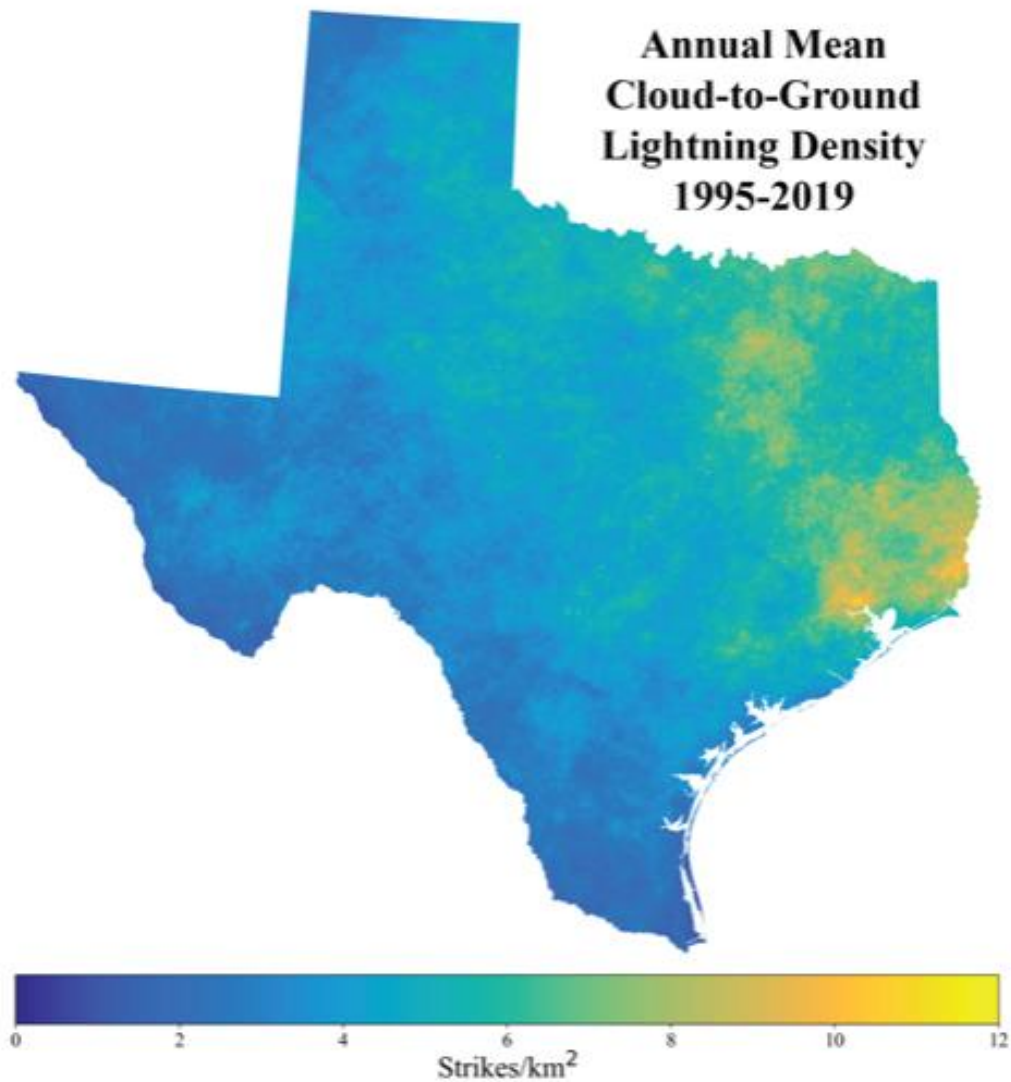 Annual Mean
Cloud-to-Ground
Lightning Density
1995-2019
0 2 4 6 8 10 12
Strikes/km²